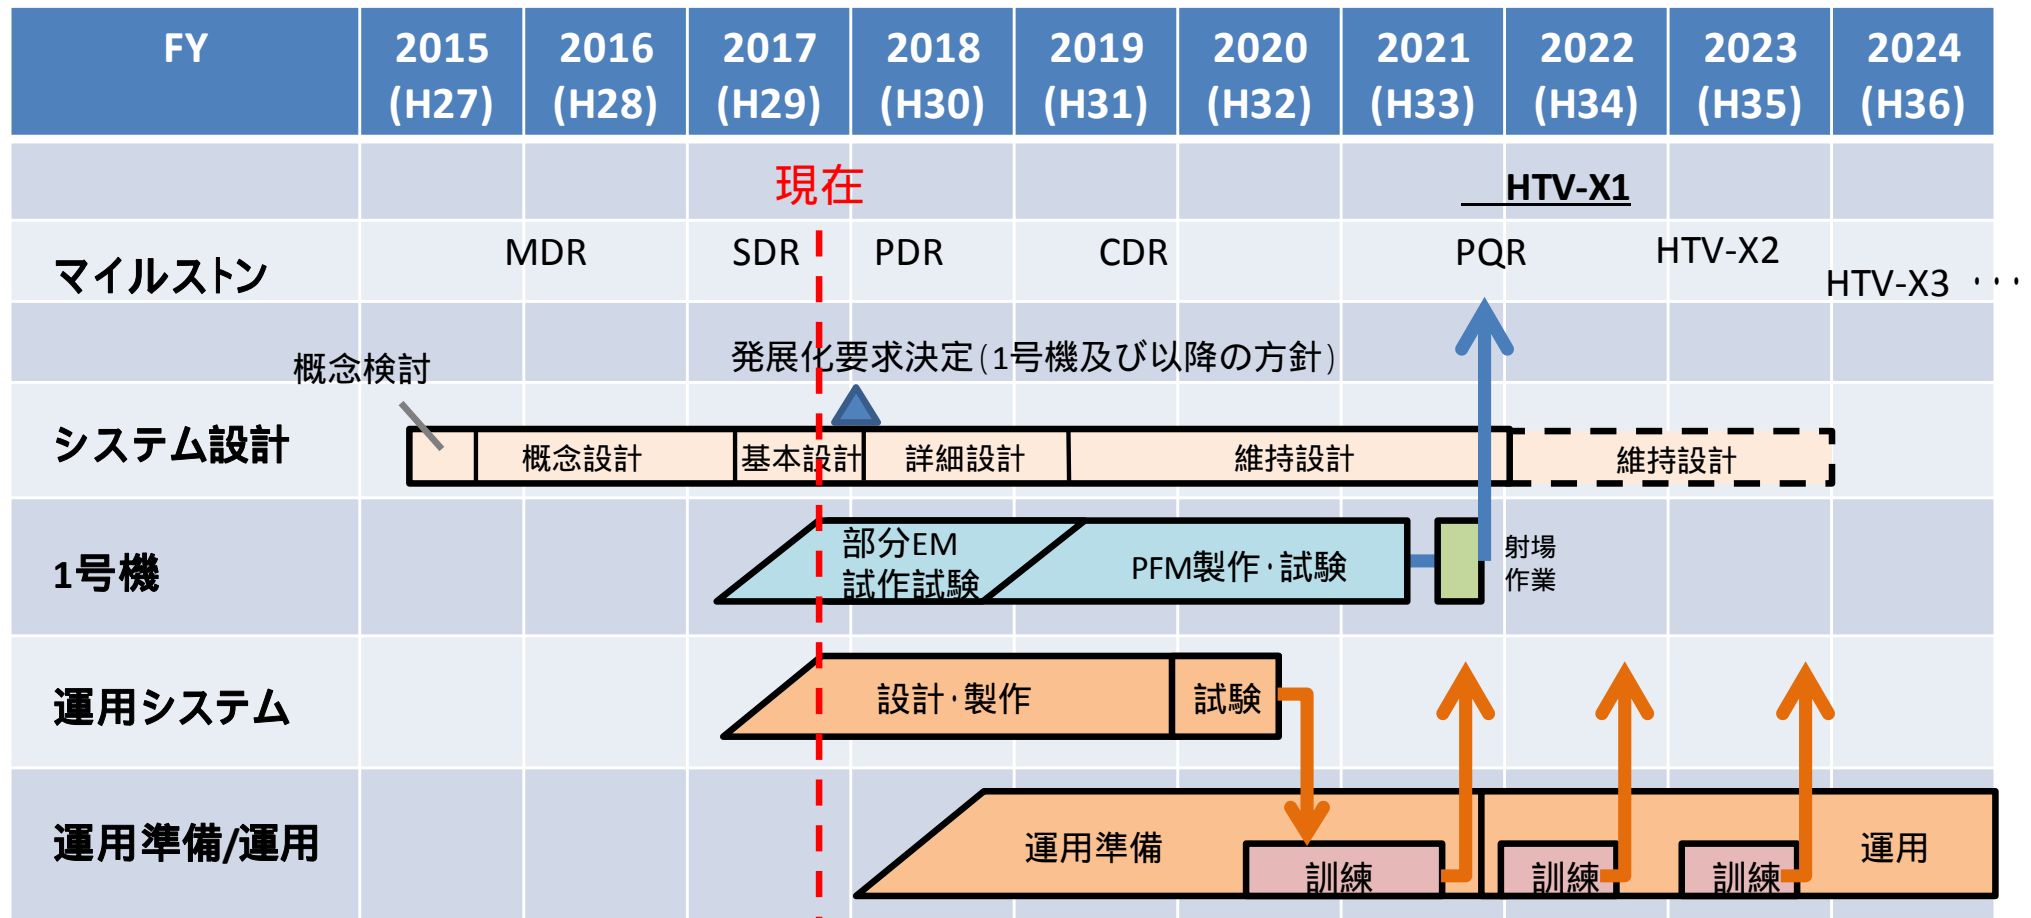 FY 2015 2016 2017 2018 2019 2020 2021 2022 2023 2024
(H27) (H28) (H29) (H30) (H31) (H32) (H33) (H34) (H35) (H36)
現在
HTV-X1
マイルストン
MDR SDR PDR CDR PQR HTV-X2
HTV-X3 ・・・
発展化要求決定(1号機及び以降の方針)
概念検討
システム設計
概念設計 基本設計 詳細設計 維持設計 維持設計
1号機
部分EM
試作試験
PFM製作・試験
射場
作業
運用システム
設計・製作 試験
運用準備/運用
運用準備 運用
訓練 訓練 訓練